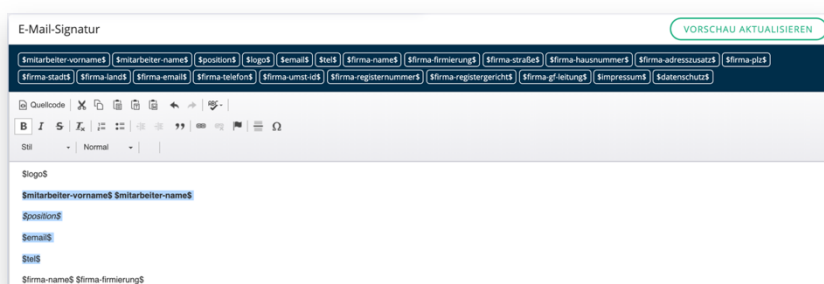 E-Mail-Signatur
VORSCHAU AKTUALISIEREN
$mitarbeiter-vorname$ $mitarbeiter-name$ $position$ $logo$ $email$ $tel$ $firma-name$ $firma-firmierung$ $firma-straße$ $firma-hausnummer$ $firma-adresszusatz$ $firma-plz$
$firma-stadt$ $firma-land$ $firma-email$ $firma-telefon$ $firma-umst-id$ $firma-registernummer$ $firma-registergericht$ $firma-gf-leitung$ $impressum$ $datenschutz$
Quellcode
B I S
Stil Normal
$logo$
$mitarbeiter-vorname$ $mitarbeiter-name$
$position$
$email$
$tel$
$firma-name$ $firma-firmierung$